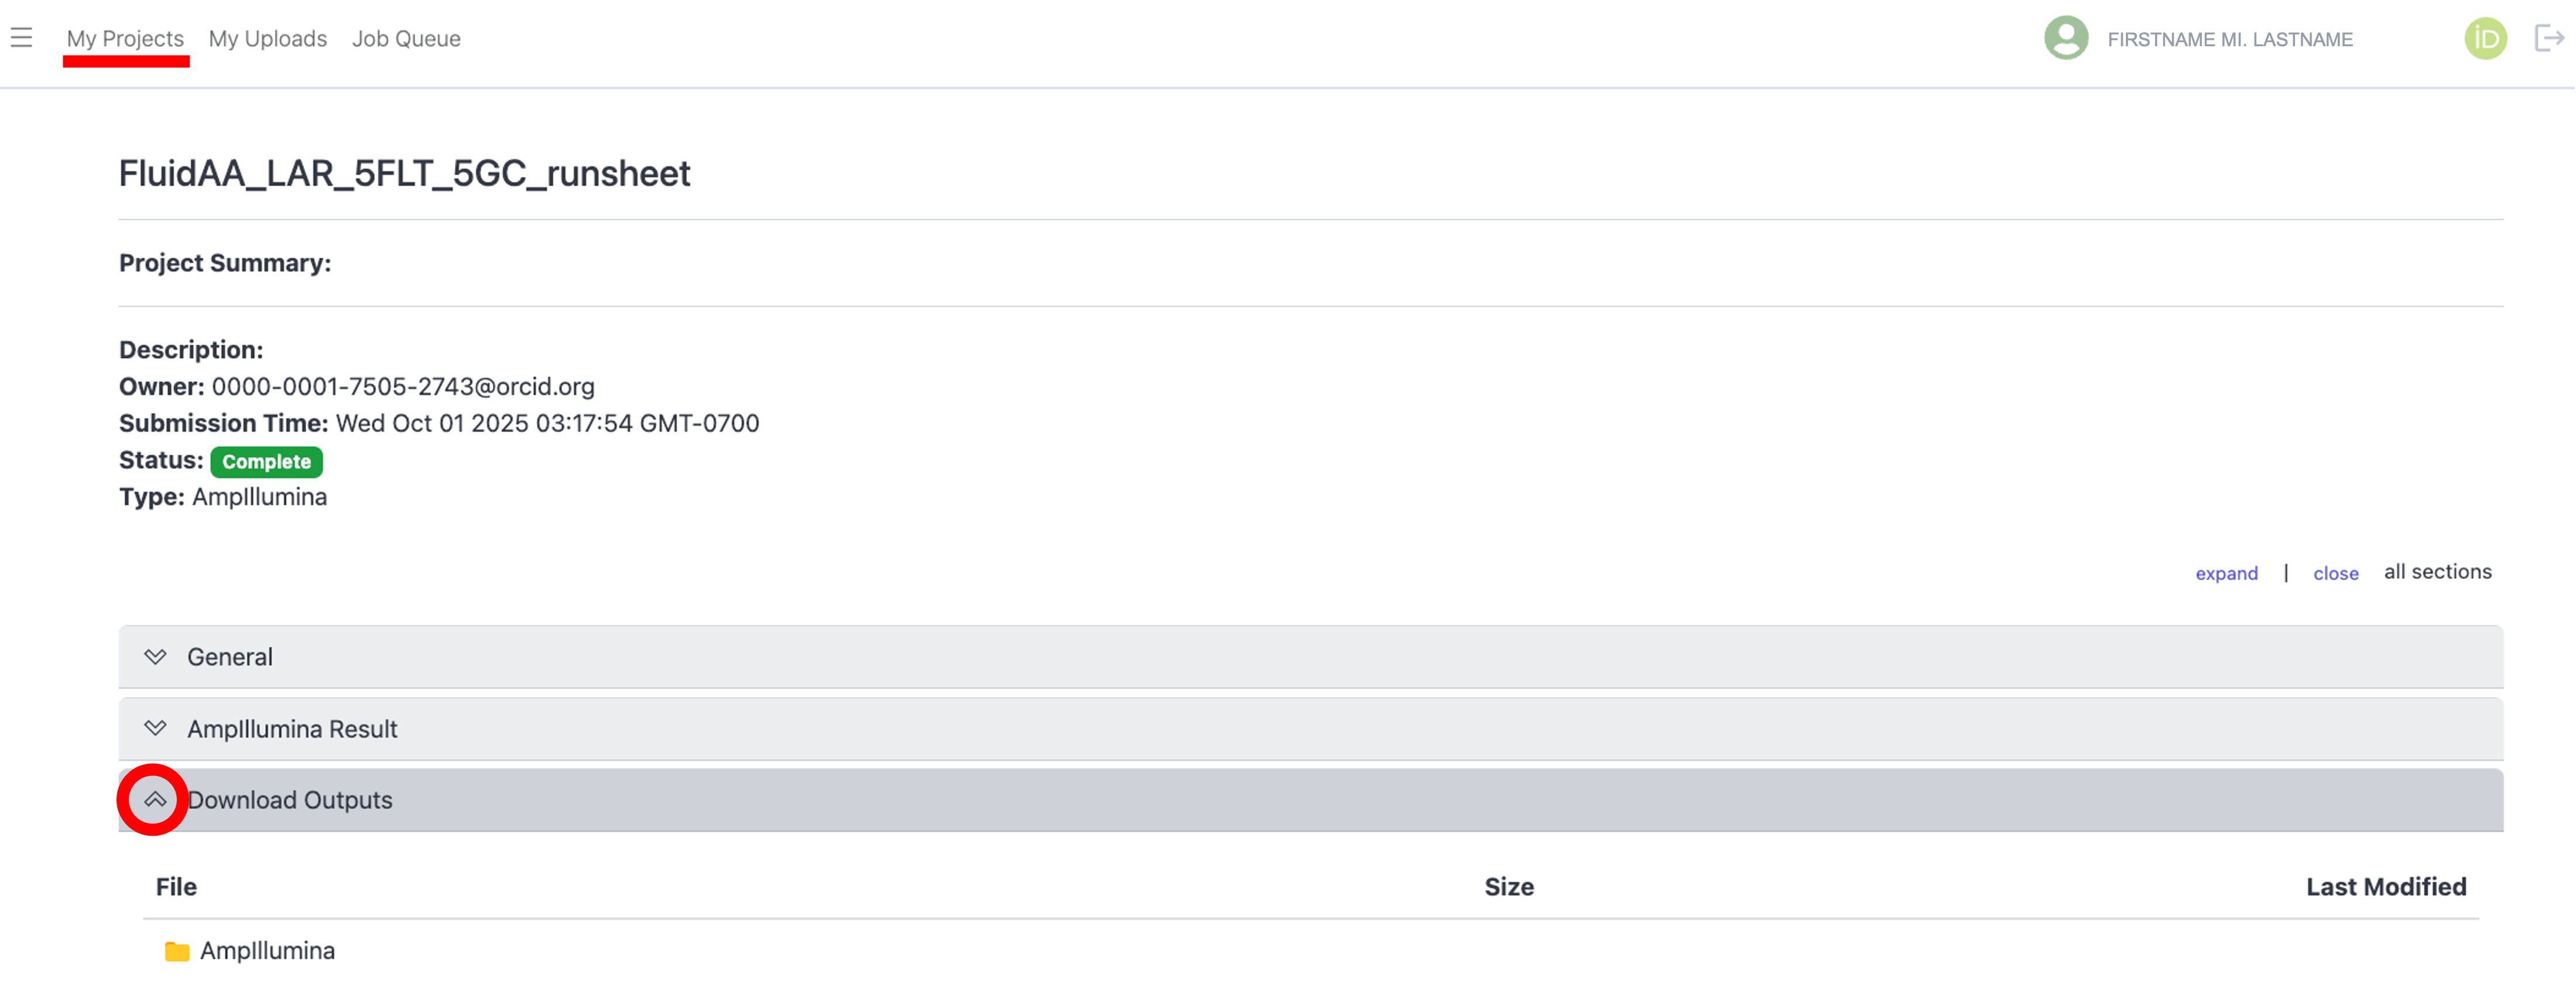 My Projects My Uploads Job Queue FIRSTNAME MI. LASTNAME iD
FluidAA_LAR_5FLT_5GC_runsheet
Project Summary:
Description:
Owner: 0000-0001-7505-2743@orcid.org
Submission Time: Wed Oct 01 2025 03:17:54 GMT-0700
Status: Complete
Type: AmpIllumina
expand | close all sections
General
AmpIllumina Result
Download Outputs
File Size Last Modified
AmpIllumina